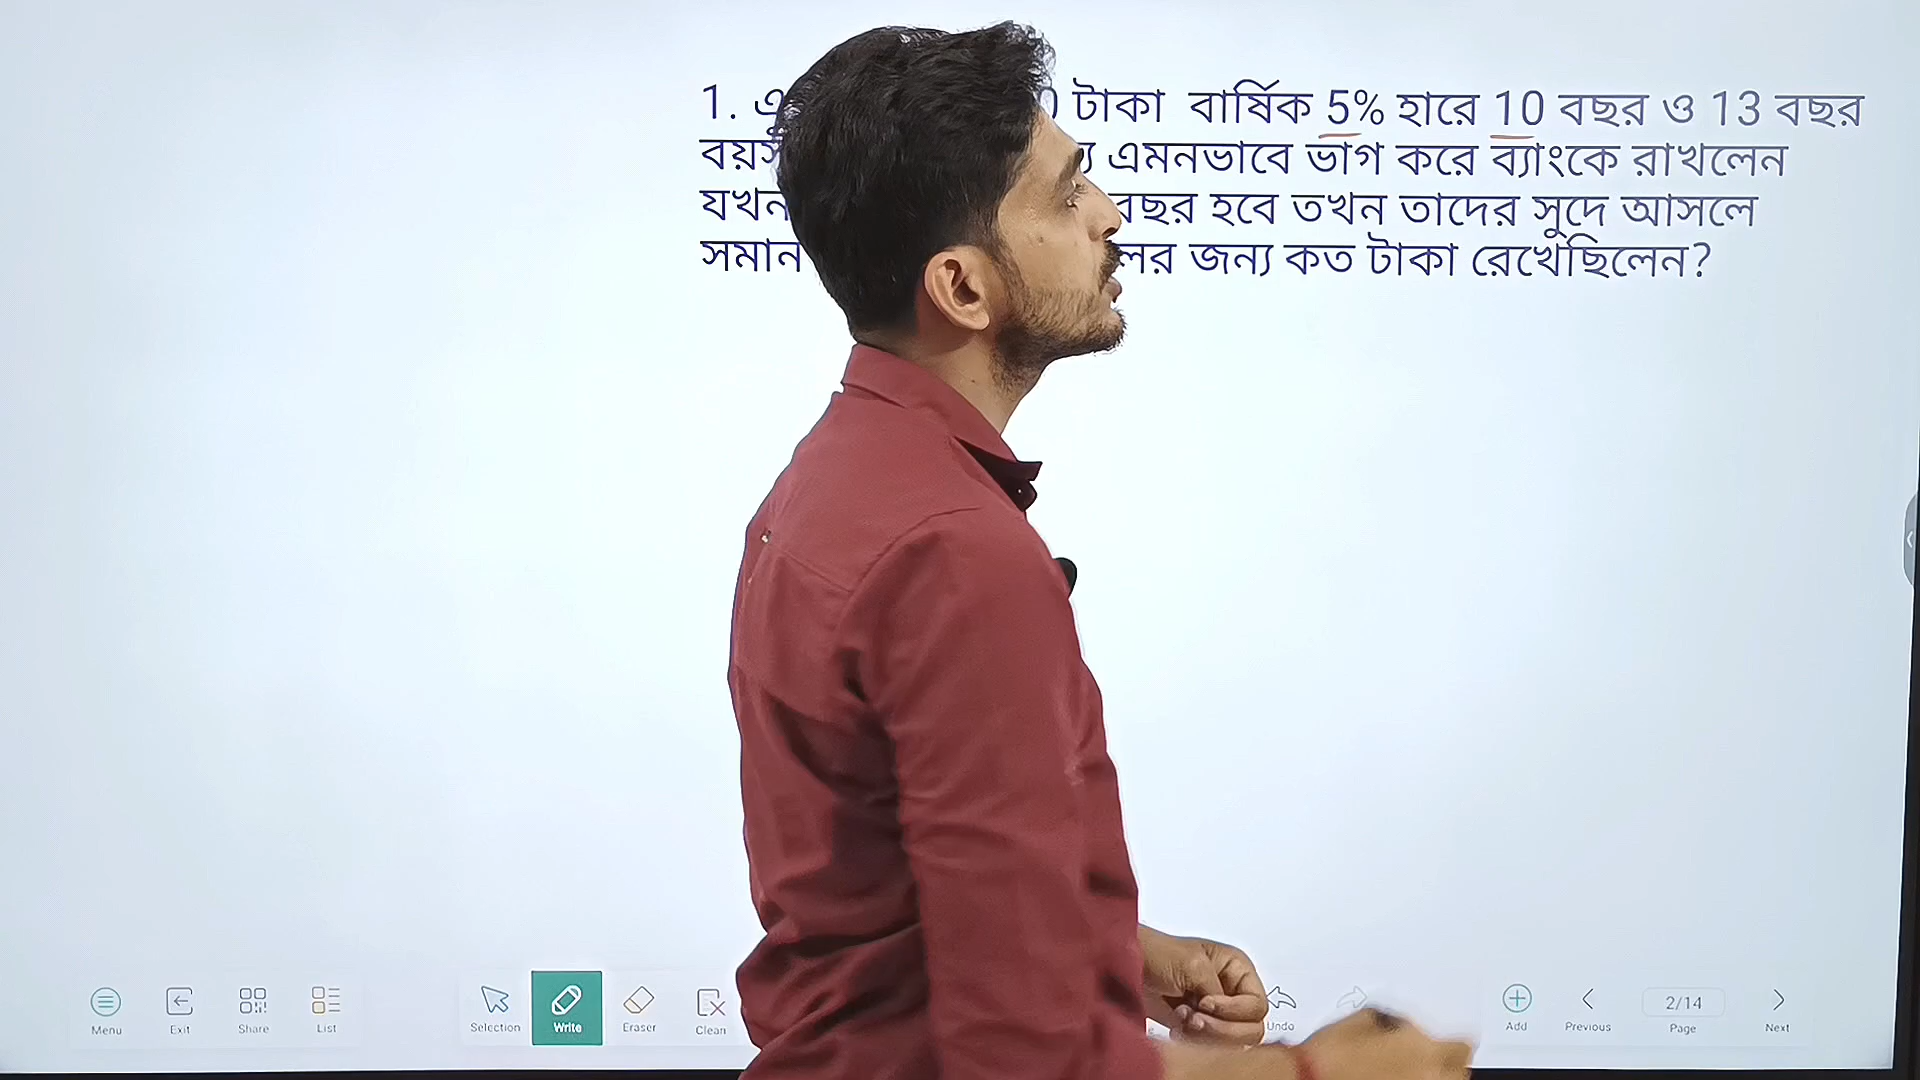 1. টাকা বার্ষিক 5% হারে 10 বছর ও 13 বছর
এমনভাবে ভাগ করে ব্যাংকে রাখলেন
যখন বছর হবে তখন তাদের সুদে আসলে
সমান জন্য কত টাকা রেখেছিলেন?
Menu Exit Share List Selection Write Eraser Clean Undo Add Previous 2/14 Page Next